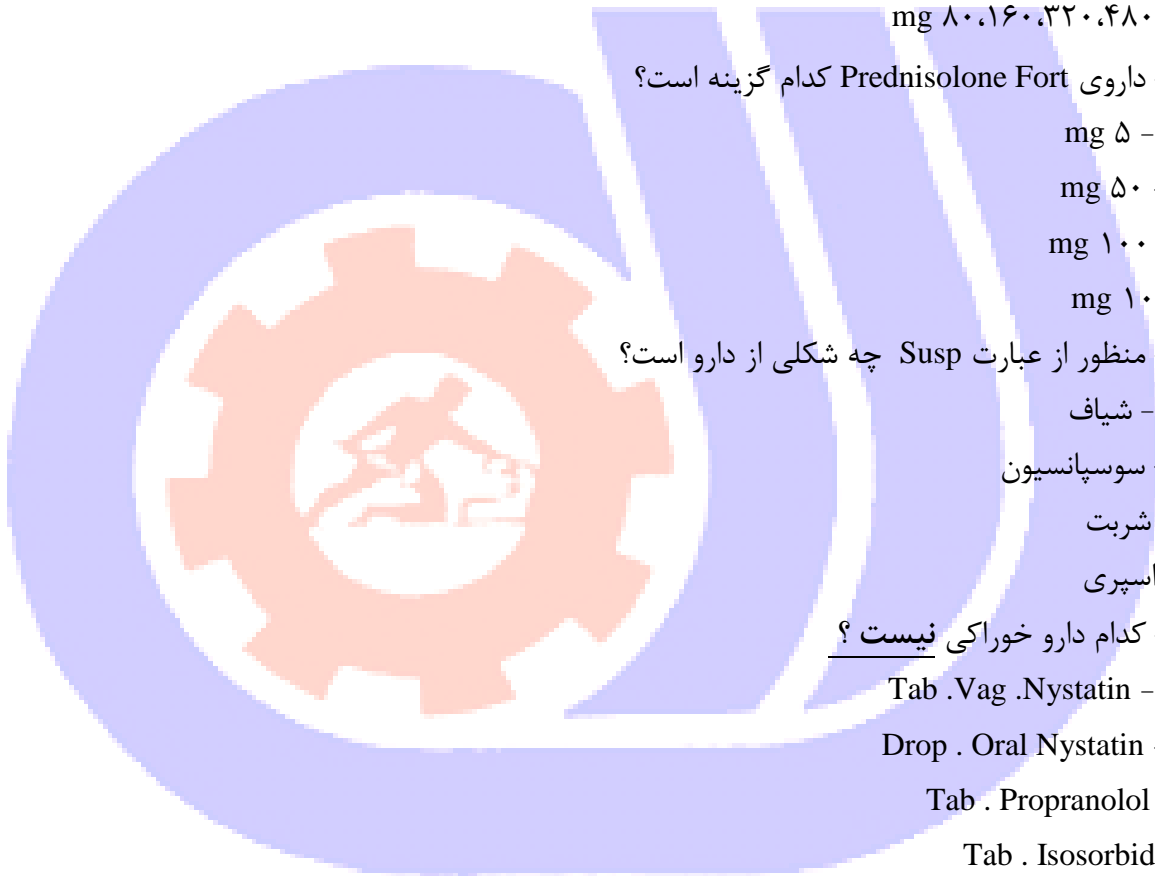 mg ۸۰،۱۶۰،۳۲۰،۴۸۰
داروی Prednisolone Fort کدام گزینه است؟
– ۵ mg
- ۵۰ mg
۱۰۰ mg
۱۰ mg
منظور از عبارت Susp چه شکلی از دارو است؟
– شیاف
- سوسپانسیون
شربت
اسپری
- کدام دارو خوراکی نیست ؟
– Tab .Vag .Nystatin
- Drop . Oral Nystatin
Tab . Propranolol
Tab . Isosorbid